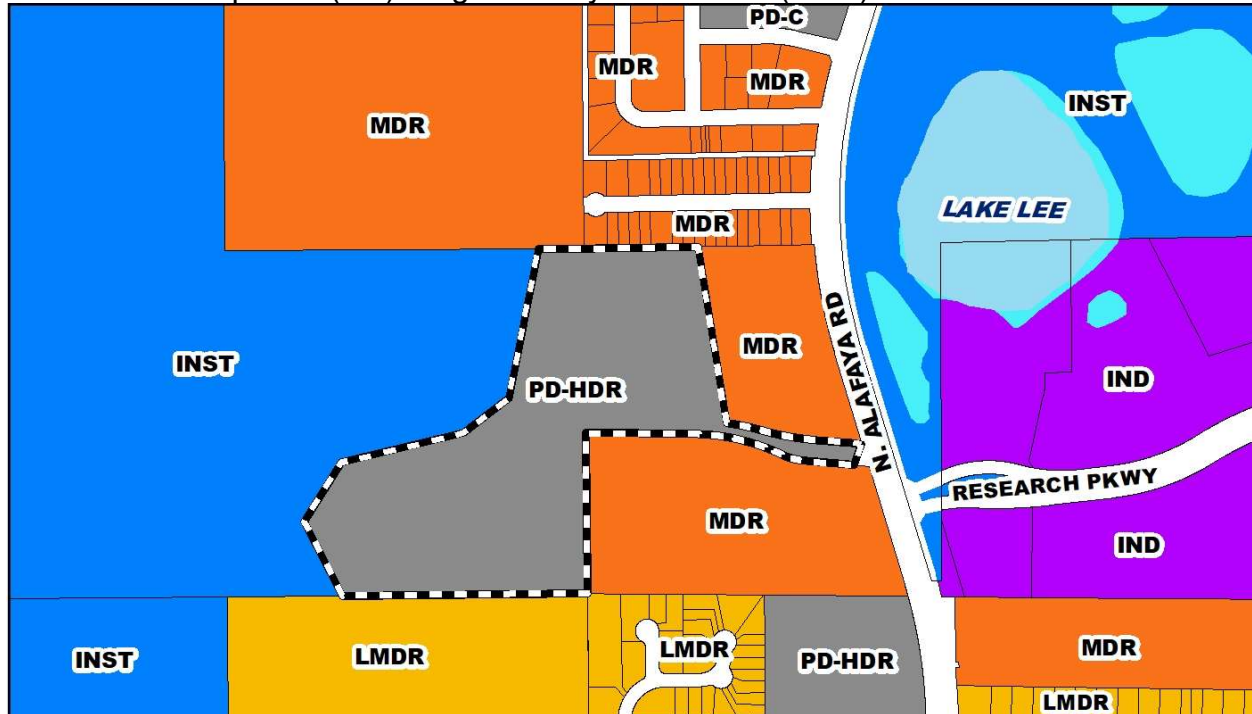 PD-C
MDR
MDR
MDR
INST
LAKE LEE
MDR
INST
MDR
N. ALAFAYA RD
IND
PD-HDR
RESEARCH PKWY
MDR
IND
INST
LMDR
LMDR
PD-HDR
MDR
LMDR